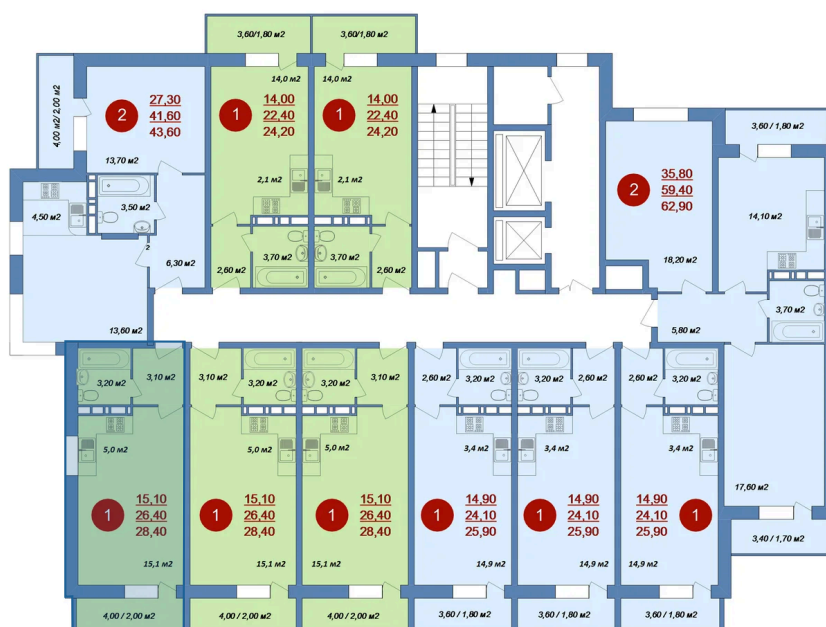 3,60/1,80 м2
3,60/1,80 м2
4,00 м2/ 2,00 м2
2
27,30
41,60
43,60
13,70 м2
14,0 м2
1
14,00
22,40
24,20
2,1 м2
14,0 м2
1
14,00
22,40
24,20
2,1 м2
3,60 / 1,80 м2
2
35,80
59,40
62,90
18,20 м2
14,10 м2
4,50 м2
3,50 м2
2
6,30 м2
13,60 м2
2,60 м2
3,70 м2
3,70 м2
2,60 м2
5,80 м2
3,70 м2
17,60 м2
3,40 / 1,70 м2
3,20 м2
3,10 м2
3,10 м2
3,20 м2
3,20 м2
3,10 м2
2,60 м2
3,20 м2
3,20 м2
2,60 м2
2,60 м2
3,20 м2
5,0 м2
5,0 м2
5,0 м2
3,4 м2
3,4 м2
3,4 м2
1
15,10
26,40
28,40
15,1 м2
1
15,10
26,40
28,40
15,1 м2
1
15,10
26,40
28,40
15,1 м2
1
14,90
24,10
25,90
14,9 м2
1
14,90
24,10
25,90
14,9 м2
14,90
24,10
25,90
1
14,9 м2
4,00 / 2,00 м2
4,00 / 2,00 м2
4,00 / 2,00 м2
3,60 / 1,80 м2
3,60 / 1,80 м2
3,60 / 1,80 м2